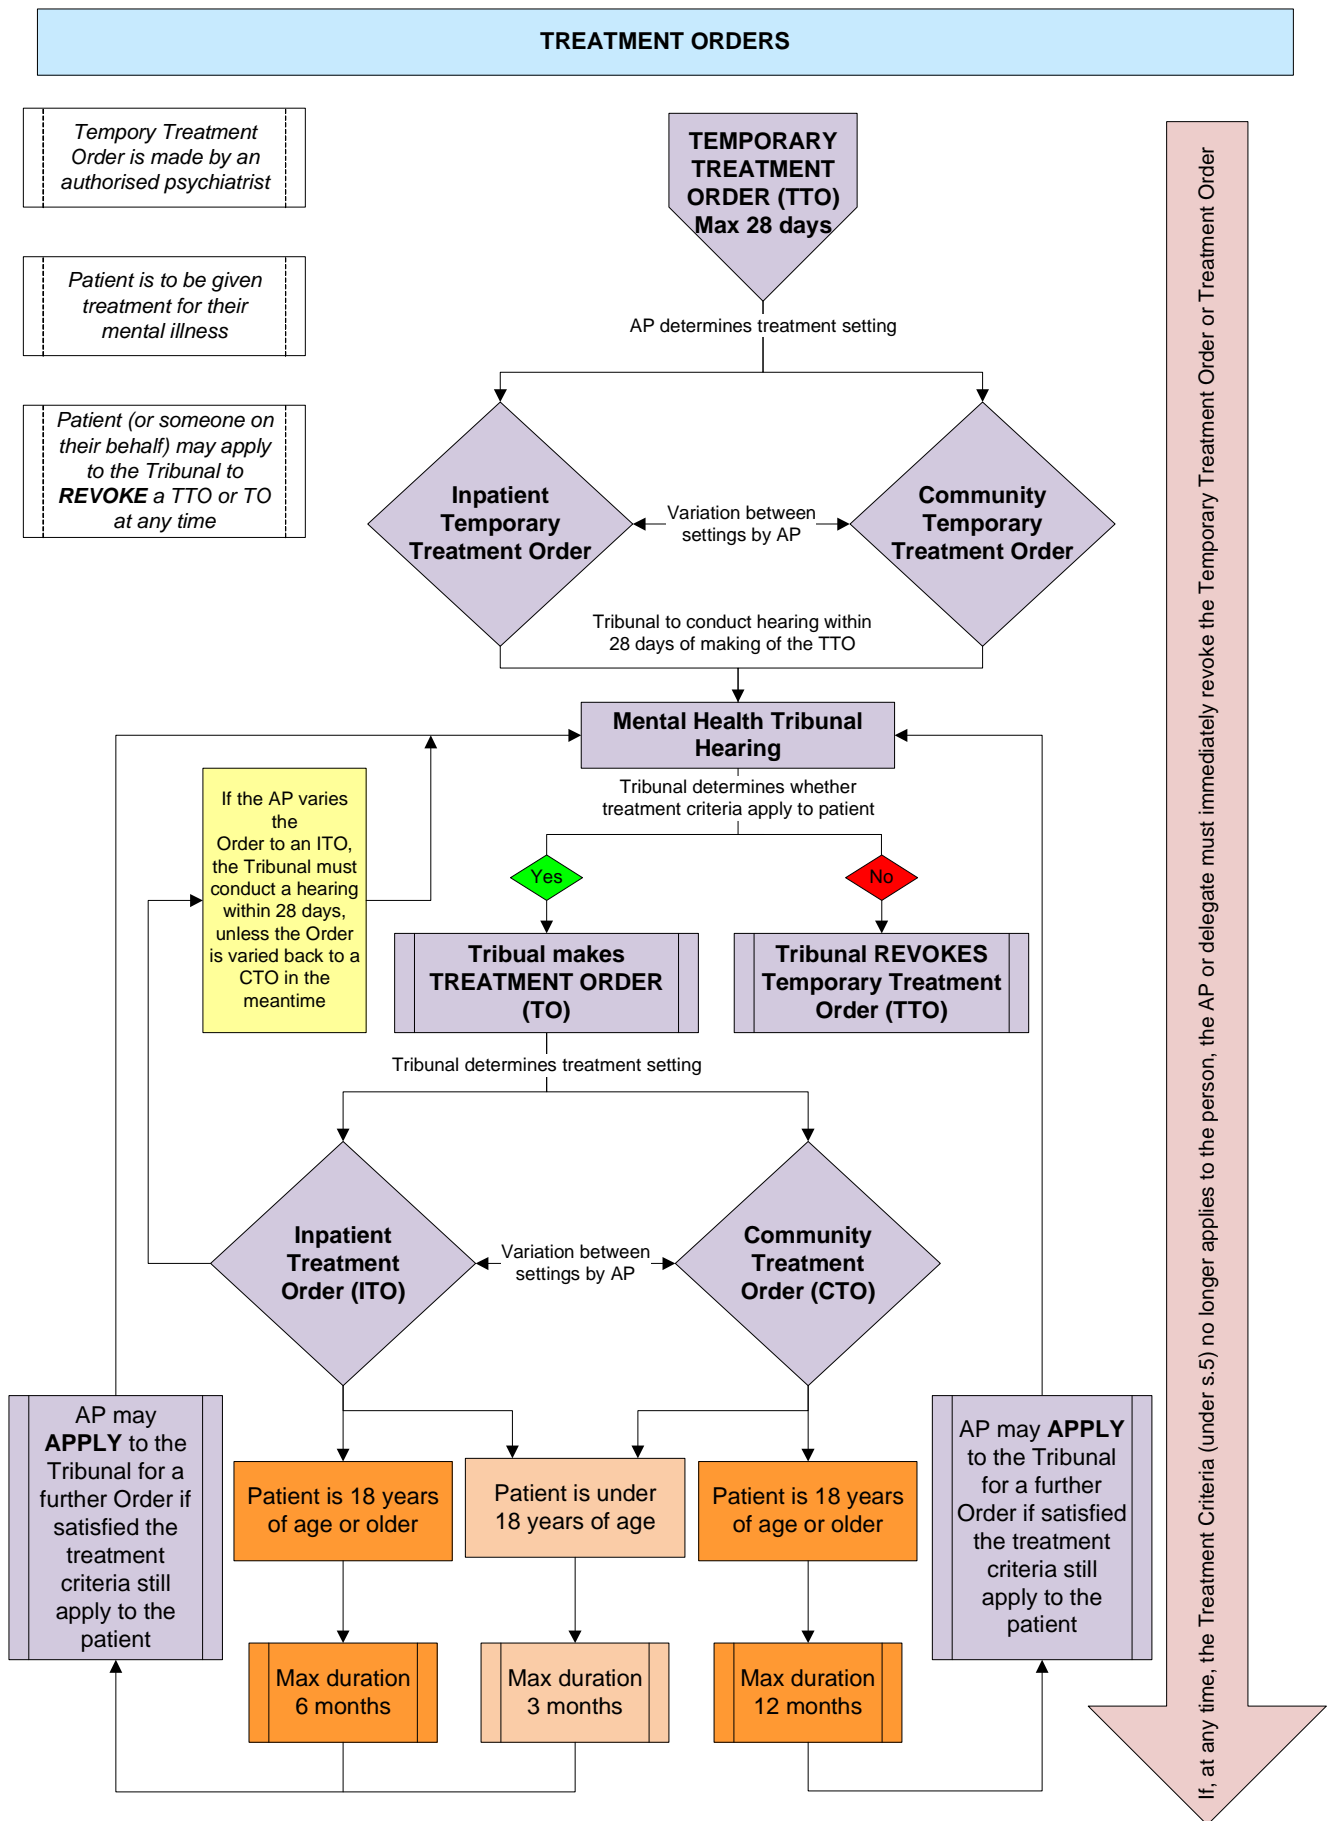 TREATMENT ORDERS
Tempory Treatment
Order is made by an
authorised psychiatrist
Patient is to be given
treatment for their
mental illness
Patient (or someone on
their behalf) may apply
to the Tribunal to
REVOKE a TTO or TO
at any time
TEMPORARY
TREATMENT
ORDER (TTO)
Max 28 days
AP determines treatment setting
Inpatient
Temporary
Treatment Order
Variation between
settings by AP
Community
Temporary
Treatment Order
Tribunal to conduct hearing within
28 days of making of the TTO
Mental Health Tribunal
Hearing
Tribunal determines whether
treatment criteria apply to patient
If the AP varies
the
Order to an ITO,
the Tribunal must
conduct a hearing
within 28 days,
unless the Order
is varied back to a
CTO in the
meantime
Yes
No
Tribual makes
TREATMENT ORDER
(TO)
Tribunal REVOKES
Temporary Treatment
Order (TTO)
Tribunal determines treatment setting
Inpatient
Treatment
Order (ITO)
Variation between
settings by AP
Community
Treatment
Order (CTO)
AP may
APPLY to the
Tribunal for a
further Order if
satisfied the
treatment
criteria still
apply to the
patient
Patient is 18 years
of age or older
Patient is under
18 years of age
Patient is 18 years
of age or older
AP may APPLY
to the Tribunal
for a further
Order if satisfied
the treatment
criteria still
apply to the
patient
Max duration
6 months
Max duration
3 months
Max duration
12 months
If, at any time, the Treatment Criteria (under s.5) no longer applies to the person, the AP or delegate must immediately revoke the Temporary Treatment Order or Treatment Order